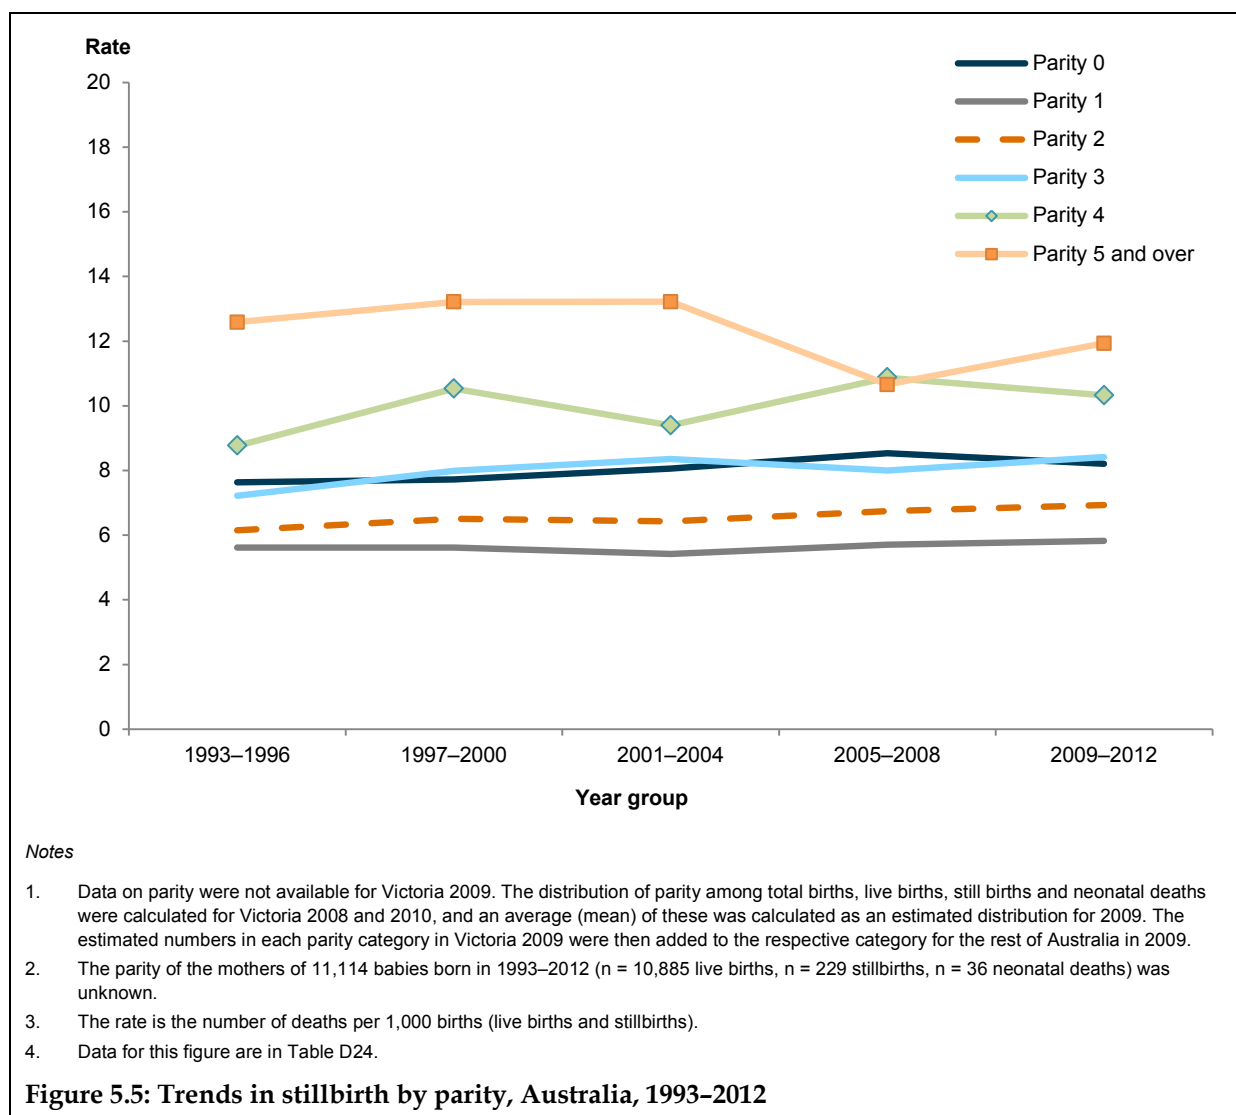 Rate
20
18
16
14
12
10
8
6
4
2
0
Parity 0
Parity 1
Parity 2
Parity 3
Parity 4
Parity 5 and over
1993–1996
1997–2000
2001–2004
2005–2008
2009–2012
Year group
Notes
1. Data on parity were not available for Victoria 2009. The distribution of parity among total births, live births, still births and neonatal deaths
were calculated for Victoria 2008 and 2010, and an average (mean) of these was calculated as an estimated distribution for 2009. The
estimated numbers in each parity category in Victoria 2009 were then added to the respective category for the rest of Australia in 2009.
2. The parity of the mothers of 11,114 babies born in 1993–2012 (n = 10,885 live births, n = 229 stillbirths, n = 36 neonatal deaths) was
unknown.
3. The rate is the number of deaths per 1,000 births (live births and stillbirths).
4. Data for this figure are in Table D24.
Figure 5.5: Trends in stillbirth by parity, Australia, 1993–2012